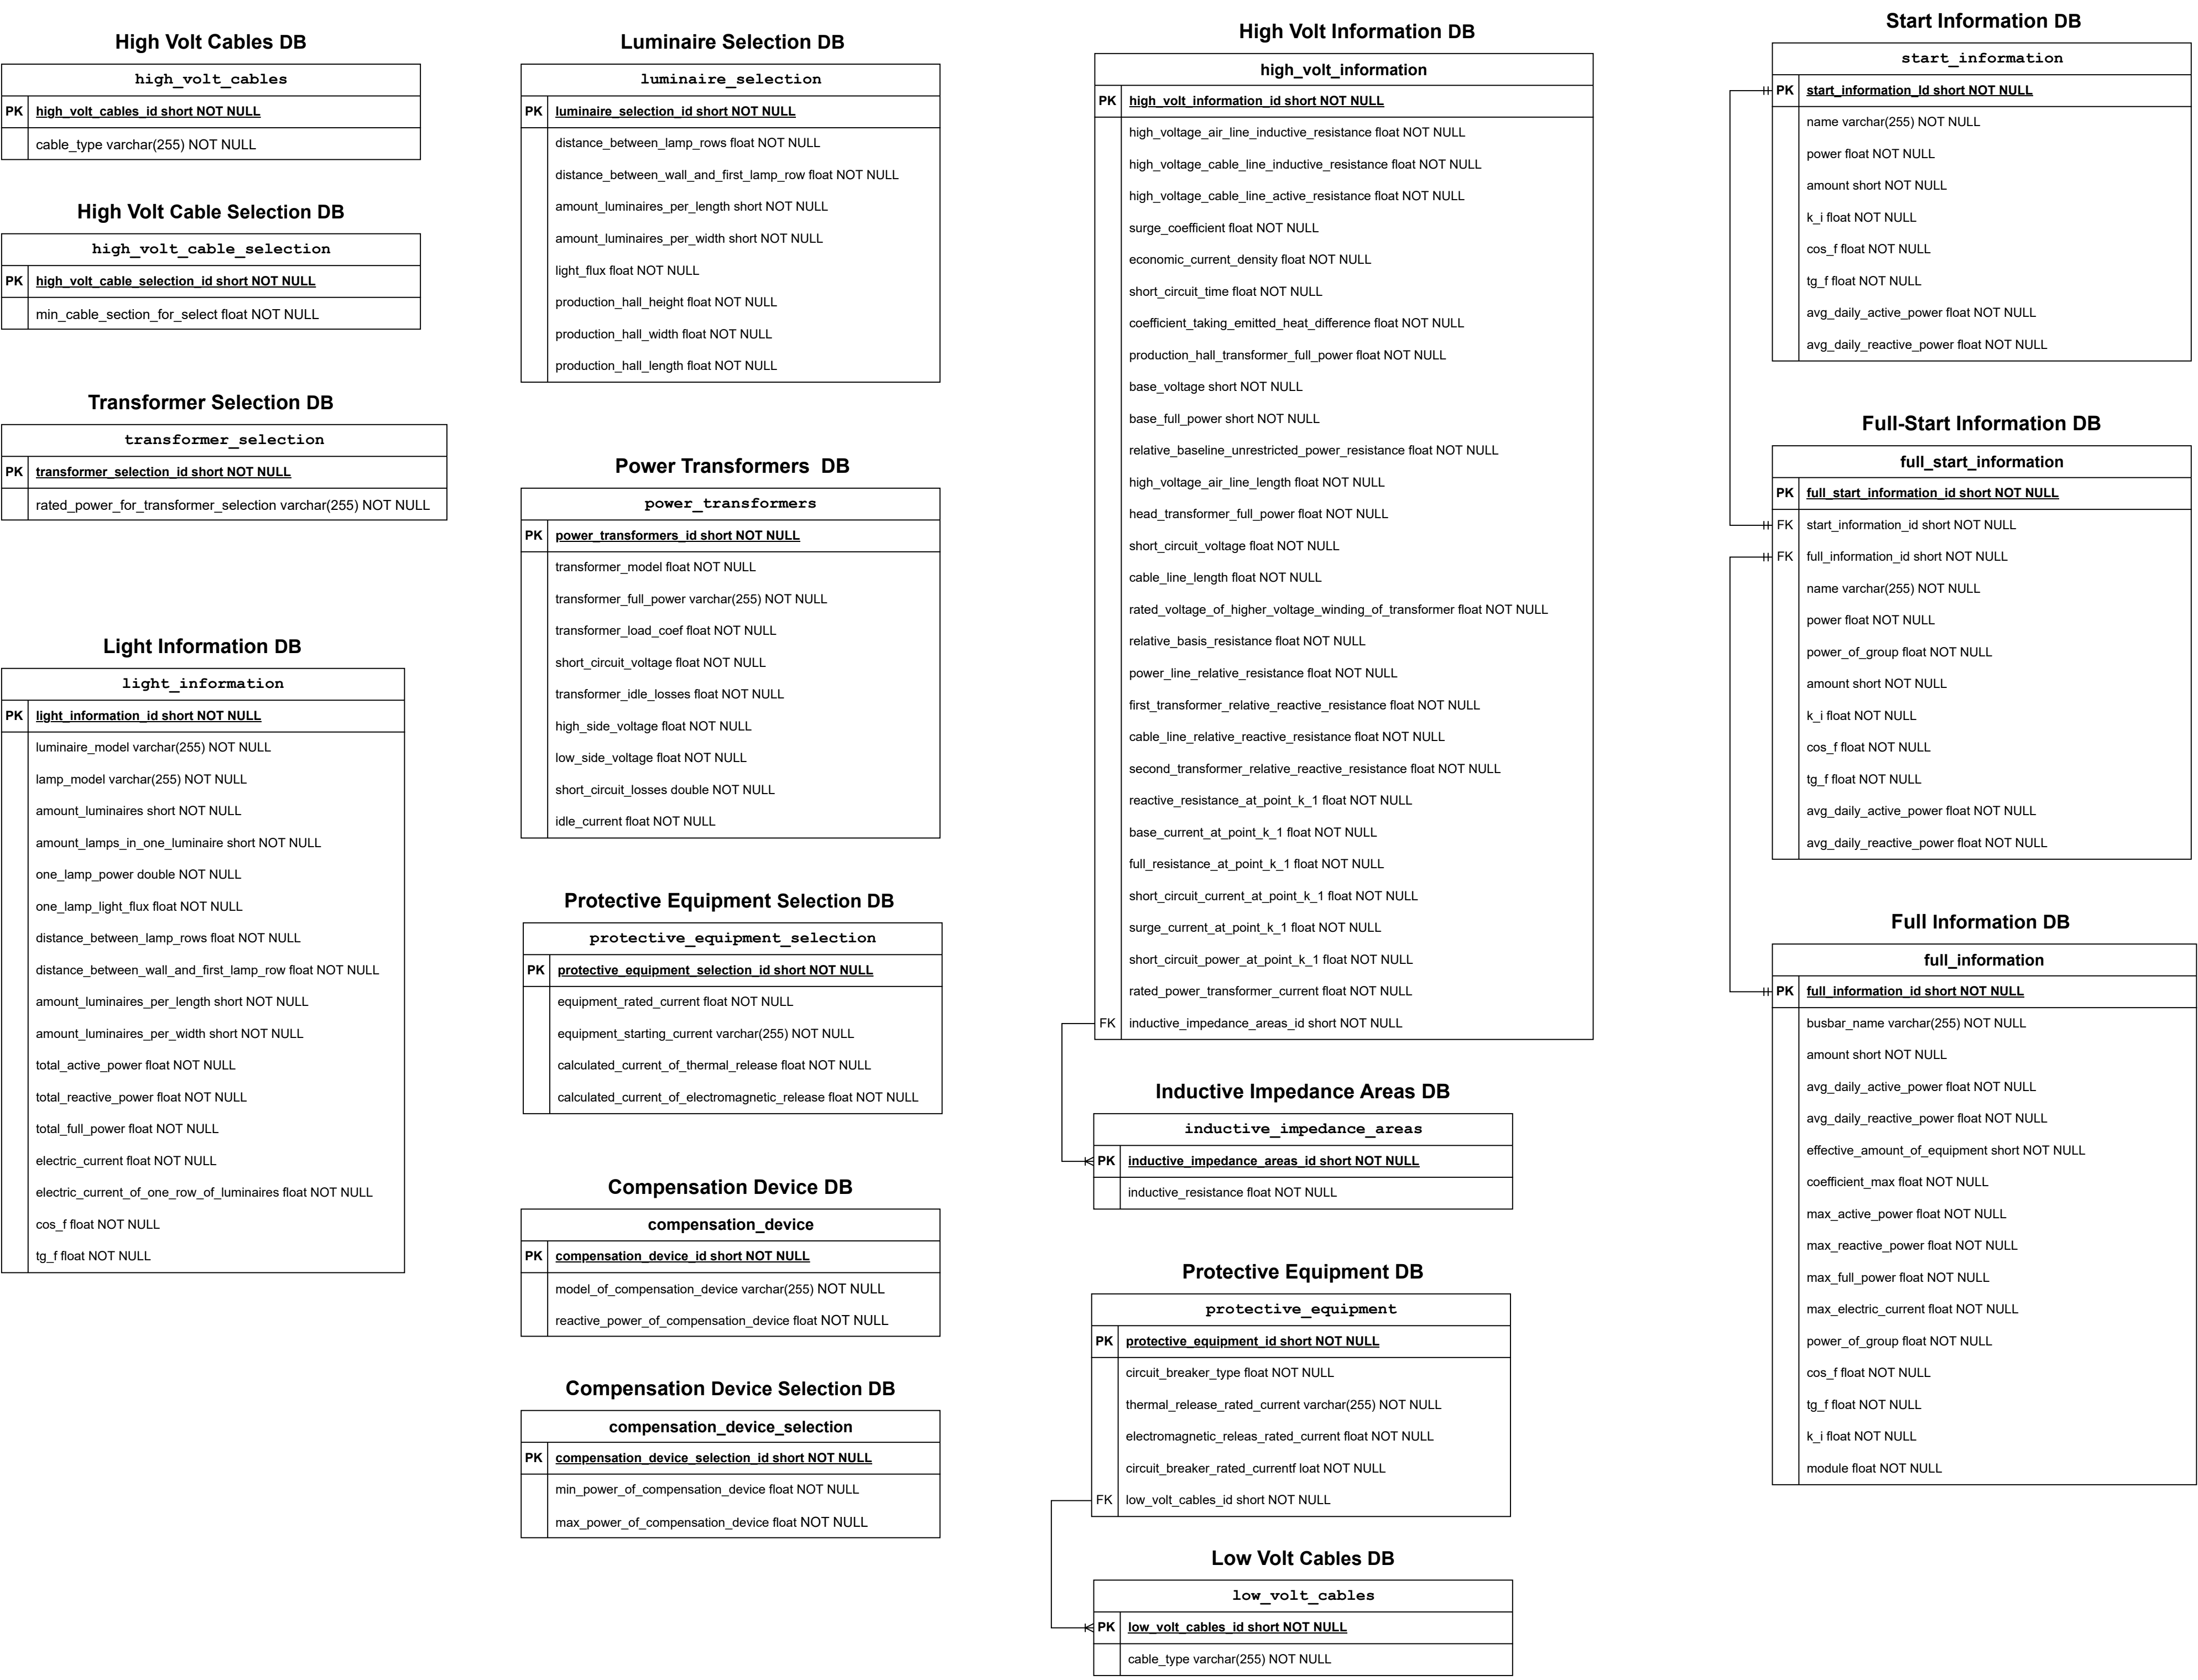 High Volt Cables DB
high_volt_cables
PK high_volt_cables_id short NOT NULL
cable_type varchar(255) NOT NULL
High Volt Cable Selection DB
high_volt_cable_selection
PK high_volt_cable_selection_id short NOT NULL
min_cable_section_for_select float NOT NULL
Transformer Selection DB
transformer_selection
PK transformer_selection_id short NOT NULL
rated_power_for_transformer_selection varchar(255) NOT NULL
Light Information DB
light_information
PK light_information_id short NOT NULL
luminaire_model varchar(255) NOT NULL
lamp_model varchar(255) NOT NULL
amount_luminaires short NOT NULL
amount_lamps_in_one_luminaire short NOT NULL
one_lamp_power double NOT NULL
one_lamp_light_flux float NOT NULL
distance_between_lamp_rows float NOT NULL
distance_between_wall_and_first_lamp_row float NOT NULL
amount_luminaires_per_length short NOT NULL
amount_luminaires_per_width short NOT NULL
total_active_power float NOT NULL
total_reactive_power float NOT NULL
total_full_power float NOT NULL
electric_current float NOT NULL
electric_current_of_one_row_of_luminaires float NOT NULL
cos_f float NOT NULL
tg_f float NOT NULL
Luminaire Selection DB
luminaire_selection
PK luminaire_selection_id short NOT NULL
distance_between_lamp_rows float NOT NULL
distance_between_wall_and_first_lamp_row float NOT NULL
amount_luminaires_per_length short NOT NULL
amount_luminaires_per_width short NOT NULL
light_flux float NOT NULL
production_hall_height float NOT NULL
production_hall_width float NOT NULL
production_hall_length float NOT NULL
Power Transformers DB
power_transformers
PK power_transformers_id short NOT NULL
transformer_model float NOT NULL
transformer_full_power varchar(255) NOT NULL
transformer_load_coef float NOT NULL
short_circuit_voltage float NOT NULL
transformer_idle_losses float NOT NULL
high_side_voltage float NOT NULL
low_side_voltage float NOT NULL
short_circuit_losses double NOT NULL
idle_current float NOT NULL
Protective Equipment Selection DB
protective_equipment_selection
PK protective_equipment_selection_id short NOT NULL
equipment_rated_current float NOT NULL
equipment_starting_current varchar(255) NOT NULL
calculated_current_of_thermal_release float NOT NULL
calculated_current_of_electromagnetic_release float NOT NULL
Compensation Device DB
compensation_device
PK compensation_device_id short NOT NULL
model_of_compensation_device varchar(255) NOT NULL
reactive_power_of_compensation_device float NOT NULL
Compensation Device Selection DB
compensation_device_selection
PK compensation_device_selection_id short NOT NULL
min_power_of_compensation_device float NOT NULL
max_power_of_compensation_device float NOT NULL
High Volt Information DB
high_volt_information
PK high_volt_information_id short NOT NULL
high_voltage_air_line_inductive_resistance float NOT NULL
high_voltage_cable_line_inductive_resistance float NOT NULL
high_voltage_cable_line_active_resistance float NOT NULL
surge_coefficient float NOT NULL
economic_current_density float NOT NULL
short_circuit_time float NOT NULL
coefficient_taking_emitted_heat_difference float NOT NULL
production_hall_transformer_full_power float NOT NULL
base_voltage short NOT NULL
base_full_power short NOT NULL
relative_baseline_unrestricted_power_resistance float NOT NULL
high_voltage_air_line_length float NOT NULL
head_transformer_full_power float NOT NULL
short_circuit_voltage float NOT NULL
cable_line_length float NOT NULL
rated_voltage_of_higher_voltage_winding_of_transformer float NOT NULL
relative_basis_resistance float NOT NULL
power_line_relative_resistance float NOT NULL
first_transformer_relative_reactive_resistance float NOT NULL
cable_line_relative_reactive_resistance float NOT NULL
second_transformer_relative_reactive_resistance float NOT NULL
reactive_resistance_at_point_k_1 float NOT NULL
base_current_at_point_k_1 float NOT NULL
full_resistance_at_point_k_1 float NOT NULL
short_circuit_current_at_point_k_1 float NOT NULL
surge_current_at_point_k_1 float NOT NULL
short_circuit_power_at_point_k_1 float NOT NULL
rated_power_transformer_current float NOT NULL
FK inductive_impedance_areas_id short NOT NULL
Inductive Impedance Areas DB
inductive_impedance_areas
PK inductive_impedance_areas_id short NOT NULL
inductive_resistance float NOT NULL
Protective Equipment DB
protective_equipment
PK protective_equipment_id short NOT NULL
circuit_breaker_type float NOT NULL
thermal_release_rated_current varchar(255) NOT NULL
electromagnetic_releas_rated_current float NOT NULL
circuit_breaker_rated_currentf loat NOT NULL
FK low_volt_cables_id short NOT NULL
Low Volt Cables DB
low_volt_cables
PK low_volt_cables_id short NOT NULL
cable_type varchar(255) NOT NULL
Start Information DB
start_information
PK start_information_Id short NOT NULL
name varchar(255) NOT NULL
power float NOT NULL
amount short NOT NULL
k_i float NOT NULL
cos_f float NOT NULL
tg_f float NOT NULL
avg_daily_active_power float NOT NULL
avg_daily_reactive_power float NOT NULL
Full-Start Information DB
full_start_information
PK full_start_information_id short NOT NULL
FK start_information_id short NOT NULL
FK full_information_id short NOT NULL
name varchar(255) NOT NULL
power float NOT NULL
power_of_group float NOT NULL
amount short NOT NULL
k_i float NOT NULL
cos_f float NOT NULL
tg_f float NOT NULL
avg_daily_active_power float NOT NULL
avg_daily_reactive_power float NOT NULL
Full Information DB
full_information
PK full_information_id short NOT NULL
busbar_name varchar(255) NOT NULL
amount short NOT NULL
avg_daily_active_power float NOT NULL
avg_daily_reactive_power float NOT NULL
effective_amount_of_equipment short NOT NULL
coefficient_max float NOT NULL
max_active_power float NOT NULL
max_reactive_power float NOT NULL
max_full_power float NOT NULL
max_electric_current float NOT NULL
power_of_group float NOT NULL
cos_f float NOT NULL
tg_f float NOT NULL
k_i float NOT NULL
module float NOT NULL